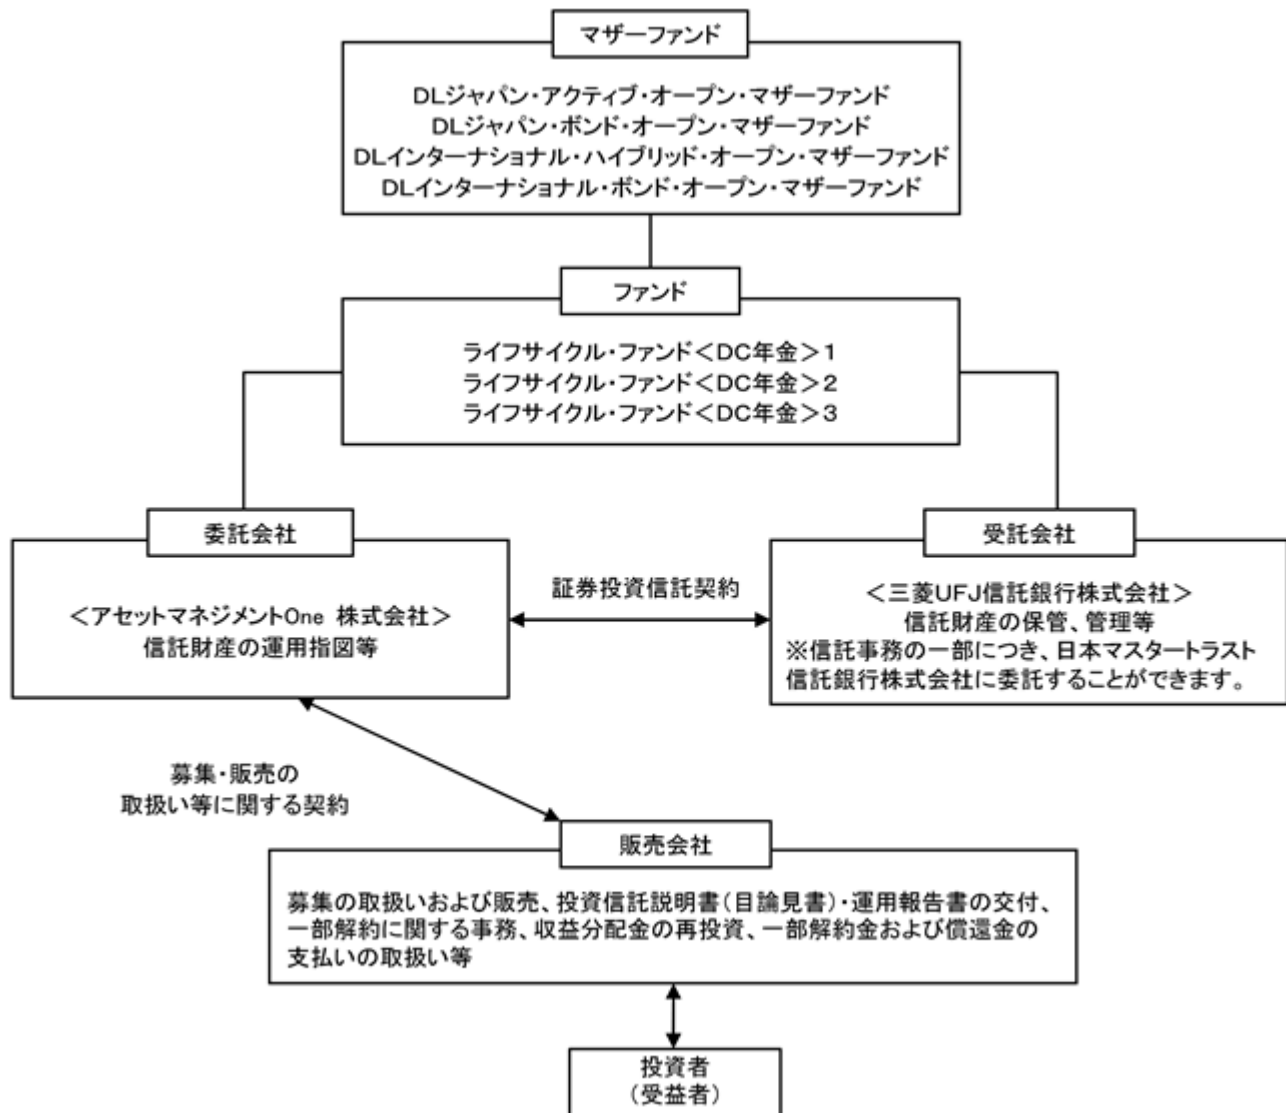 マザーファンド
DLジャパン・アクティブ・オープン・マザーファンド
DLジャパン・ボンド・オープン・マザーファンド
DLインターナショナル・ハイブリッド・オープン・マザーファンド
DLインターナショナル・ボンド・オープン・マザーファンド
ファンド
ライフサイクル・ファンド＜DC年金＞1
ライフサイクル・ファンド＜DC年金＞2
ライフサイクル・ファンド＜DC年金＞3
委託会社
＜アセットマネジメントOne 株式会社＞
信託財産の運用指図等
証券投資信託契約
受託会社
＜三菱UFJ信託銀行株式会社＞
信託財産の保管、管理等
※信託事務の一部につき、日本マスタートラスト
信託銀行株式会社に委託することができます。
募集・販売の
取扱い等に関する契約
販売会社
募集の取扱いおよび販売、投資信託説明書（目論見書）・運用報告書の交付、
一部解約に関する事務、収益分配金の再投資、一部解約金および償還金の
支払いの取扱い等
投資者
（受益者）